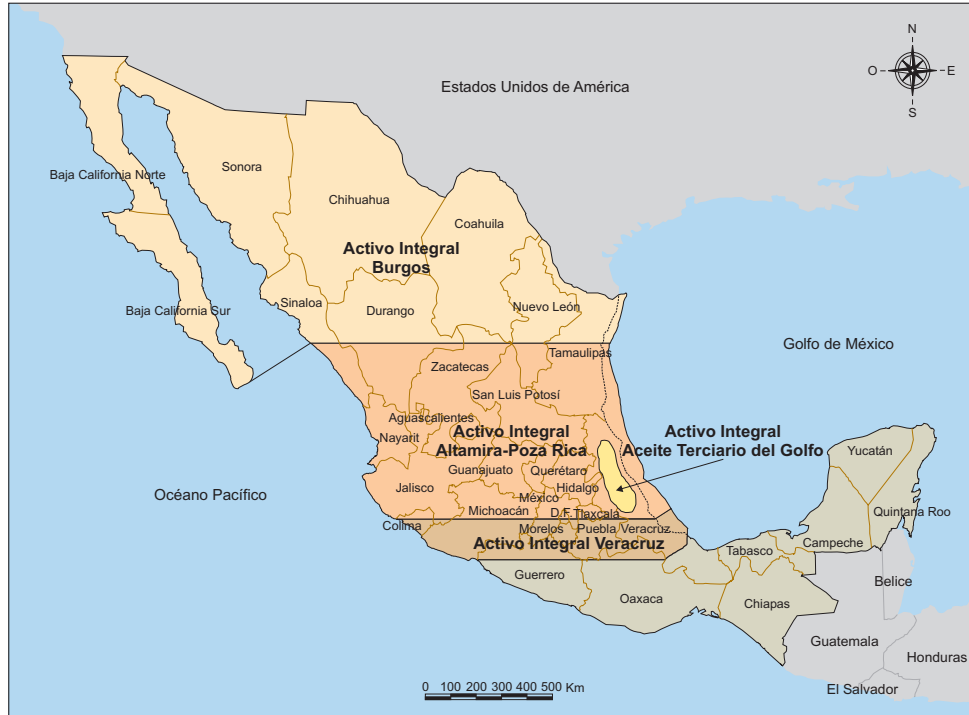 N
O
E
S
Estados Unidos de América
Sonora
Baja California Norte
Chihuahua
Coahuila
Activo Integral
Burgos
Sinaloa
Baja California Sur
Durango
Nuevo León
Golfo de México
Tamaulipas
Zacatecas
San Luis Potosí
Aguascalientes
Nayarit
Activo Integral
Altamira-Poza Rica
Activo Integral
Aceite Terciario del Golfo
Yucatán
Guanajuato
Querétaro
Jalisco
Hidalgo
Océano Pacífico
México
Michoacán
D.F.
Tlaxcala
Quintana Roo
Colima
Morelos
Puebla
Veracruz
Activo Integral Veracruz
Campeche
Tabasco
Guerrero
Oaxaca
Chiapas
Belice
Guatemala
Honduras
El Salvador
0 100 200 300 400 500 Km